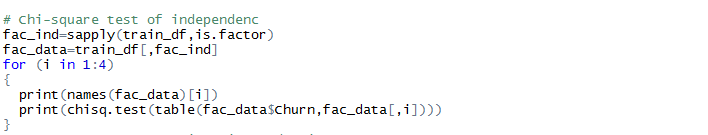 # Chi-square test of independenc
fac_ind=sapply(train_df,is.factor)
fac_data=train_df[,fac_ind]
for (i in 1:4)
{
  print(names(fac_data)[i])
  print(chisq.test(table(fac_data$Churn,fac_data[,i])))
}